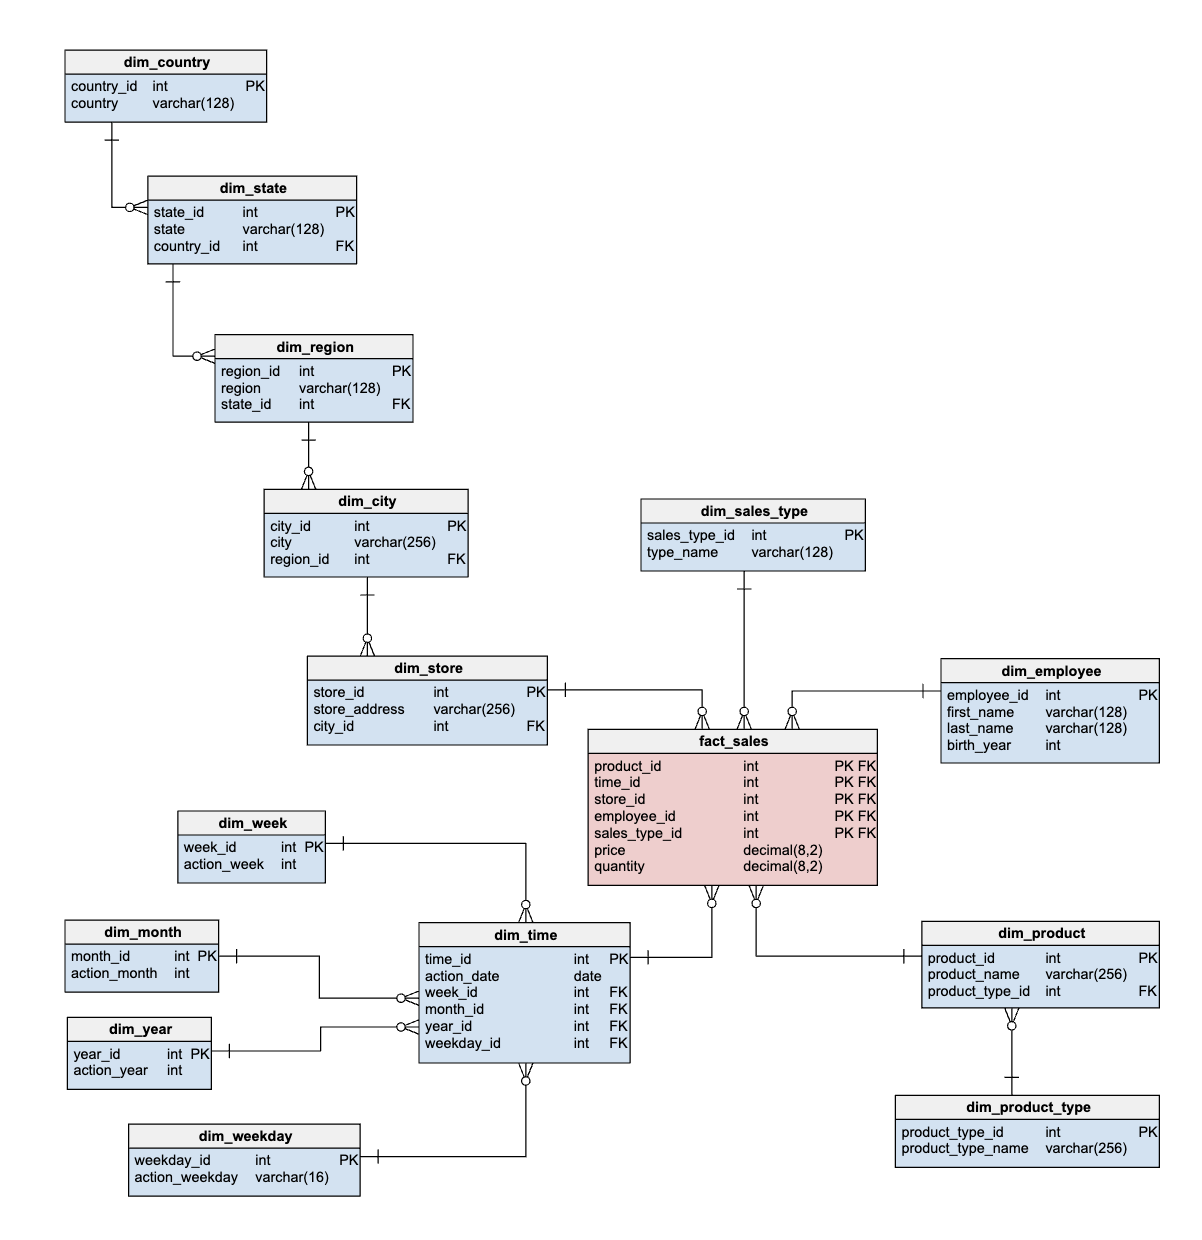 dim_country
country_id int PK
country varchar(128)
dim_state
state_id int PK
state varchar(128)
country_id int FK
dim_region
region_id int PK
region varchar(128)
state_id int FK
dim_city
city_id int PK
city varchar(256)
region_id int FK
dim_sales_type
sales_type_id int PK
type_name varchar(128)
dim_store
store_id int PK
store_address varchar(256)
city_id int FK
dim_employee
employee_id int PK
first_name varchar(128)
last_name varchar(128)
birth_year int
fact_sales
product_id int PK FK
time_id int PK FK
store_id int PK FK
employee_id int PK FK
sales_type_id int PK FK
price decimal(8,2)
quantity decimal(8,2)
dim_week
week_id int PK
action_week int
dim_month
month_id int PK
action_month int
dim_time
time_id int PK
action_date date
week_id int FK
month_id int FK
year_id int FK
weekday_id int FK
dim_product
product_id int PK
product_name varchar(256)
product_type_id int FK
dim_year
year_id int PK
action_year int
dim_weekday
weekday_id int PK
action_weekday varchar(16)
dim_product_type
product_type_id int PK
product_type_name varchar(256)